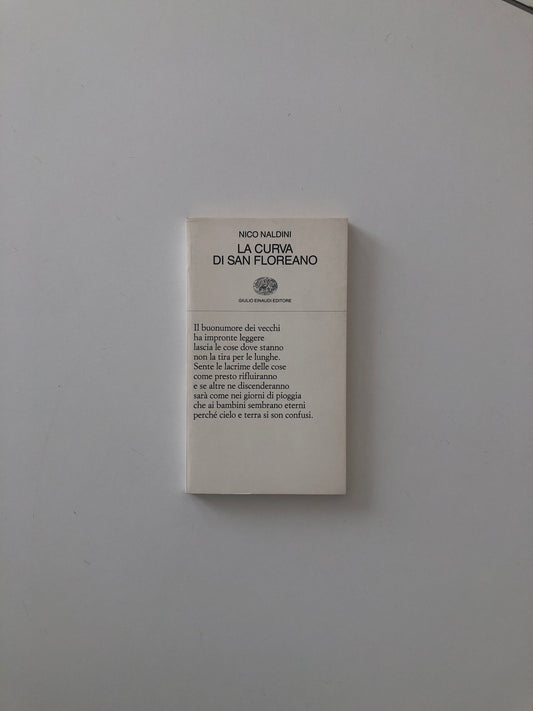 NICO NALDINI
LA CURVA
DI SAN FLOREANO
GIULIO EINAUDI EDITORE
Il buonumore dei vecchi
ha impronte leggere
lascia le cose dove stanno
non la tira per le lunghe.
Sente le lacrime delle cose
come presto rifluiranno
e se altre ne discenderanno
sarà come nei giorni di pioggia
che ai bambini sembrano eterni
perché cielo e terra si son confusi.